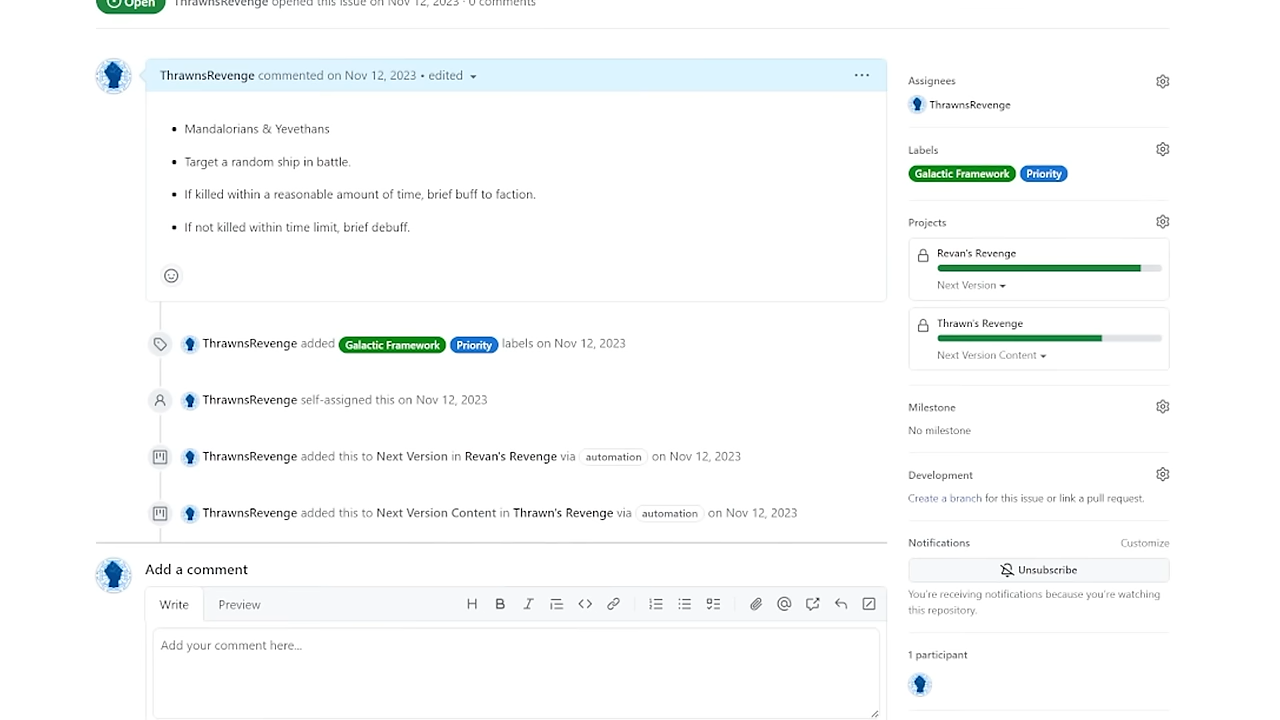 Open ThrawnsRevenge opened this issue on Nov 12, 2023 · 0 comments
ThrawnsRevenge commented on Nov 12, 2023 • edited
Mandalorians & Yevethans
Target a random ship in battle.
If killed within a reasonable amount of time, brief buff to faction.
If not killed within time limit, brief debuff.
ThrawnsRevenge added Galactic Framework Priority labels on Nov 12, 2023
ThrawnsRevenge self-assigned this on Nov 12, 2023
ThrawnsRevenge added this to Next Version in Revan's Revenge via automation on Nov 12, 2023
ThrawnsRevenge added this to Next Version Content in Thrawn's Revenge via automation on Nov 12, 2023
Add a comment
Write Preview
Add your comment here...
Assignees
ThrawnsRevenge
Labels
Galactic Framework Priority
Projects
Revan's Revenge
Next Version
Thrawn's Revenge
Next Version Content
Milestone
No milestone
Development
Create a branch for this issue or link a pull request.
Notifications Customize
Unsubscribe
You're receiving notifications because you're watching
this repository.
1 participant